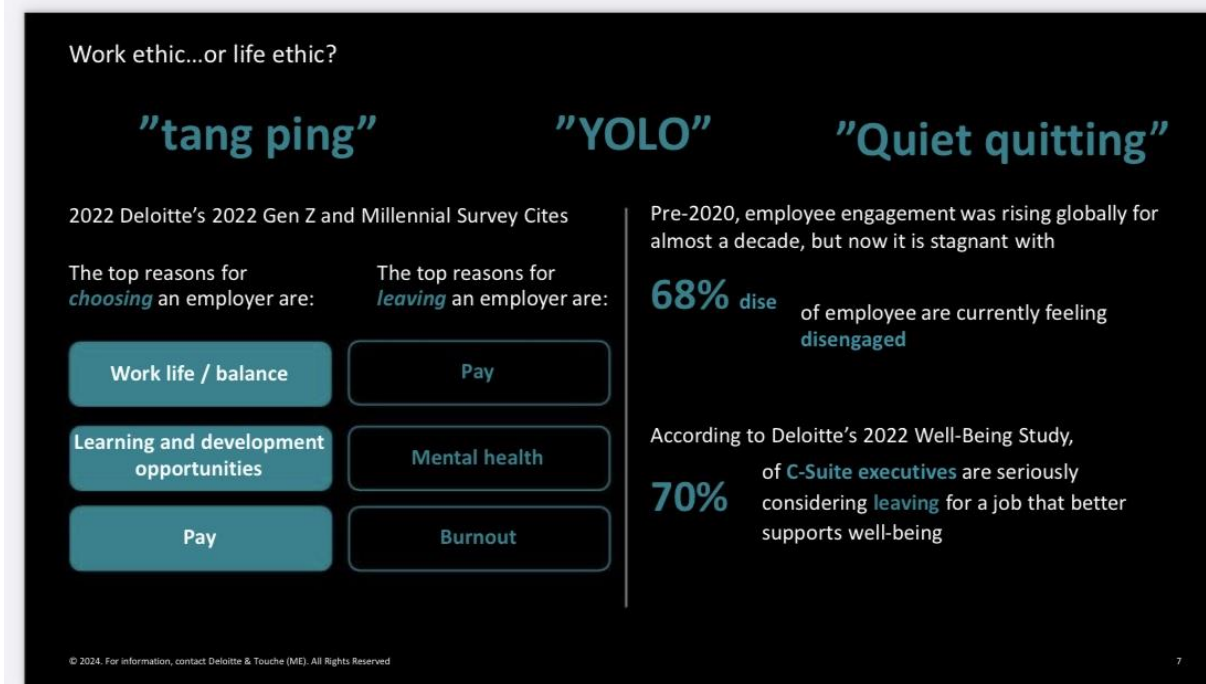 Work ethic...or life ethic?
”tang ping”
”YOLO”
”Quiet quitting”
2022 Deloitte’s 2022 Gen Z and Millennial Survey Cites
The top reasons for
choosing an employer are:
Work life / balance
Learning and development
opportunities
Pay
The top reasons for
leaving an employer are:
Pay
Mental health
Burnout
Pre-2020, employee engagement was rising globally for
almost a decade, but now it is stagnant with
68% dise
of employee are currently feeling
disengaged
According to Deloitte’s 2022 Well-Being Study,
70%
of C-Suite executives are seriously
considering leaving for a job that better
supports well-being
© 2024. For information, contact Deloitte & Touche (ME). All Rights Reserved
7